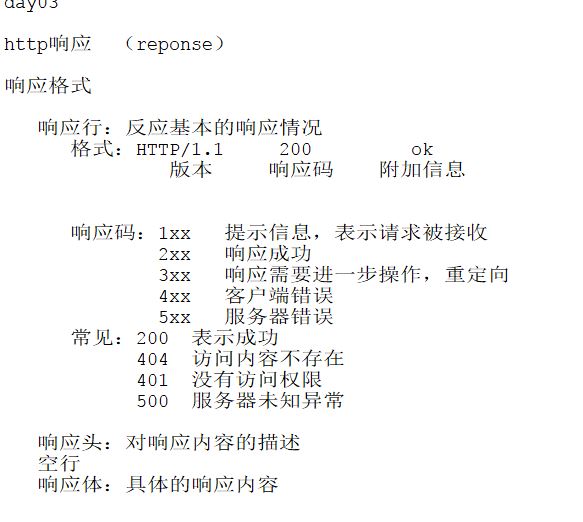 day03
http响应 （reponse）
响应格式
响应行：反应基本的响应情况
格式：HTTP/1.1 200 ok
版本 响应码 附加信息
响应码：1xx 提示信息，表示请求被接收
2xx 响应成功
3xx 响应需要进一步操作，重定向
4xx 客户端错误
5xx 服务器错误
常见：200 表示成功
404 访问内容不存在
401 没有访问权限
500 服务器未知异常
响应头：对响应内容的描述
空行
响应体：具体的响应内容